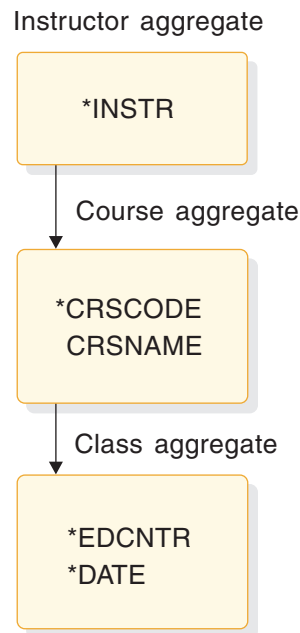 Instructor aggregate
*INSTR
Course aggregate
*CRSCODE
CRSNAME
Class aggregate
*EDCNTR
*DATE